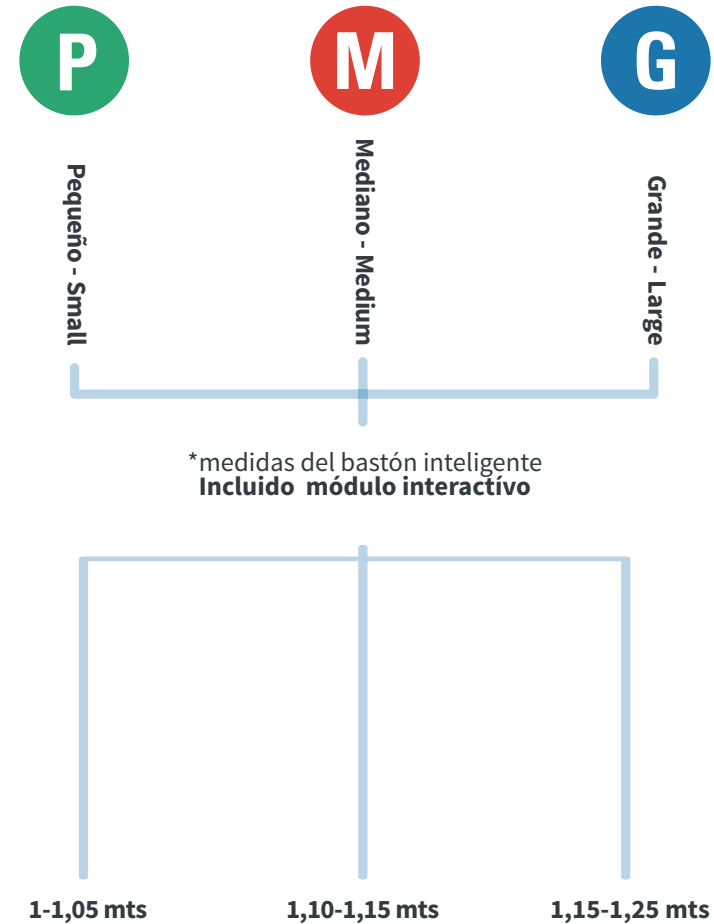 P
M
G
Pequeño - Small
Mediano - Medium
Grande - Large
*medidas del bastón inteligente
Incluido módulo interactívo
1-1,05 mts
1,10-1,15 mts
1,15-1,25 mts